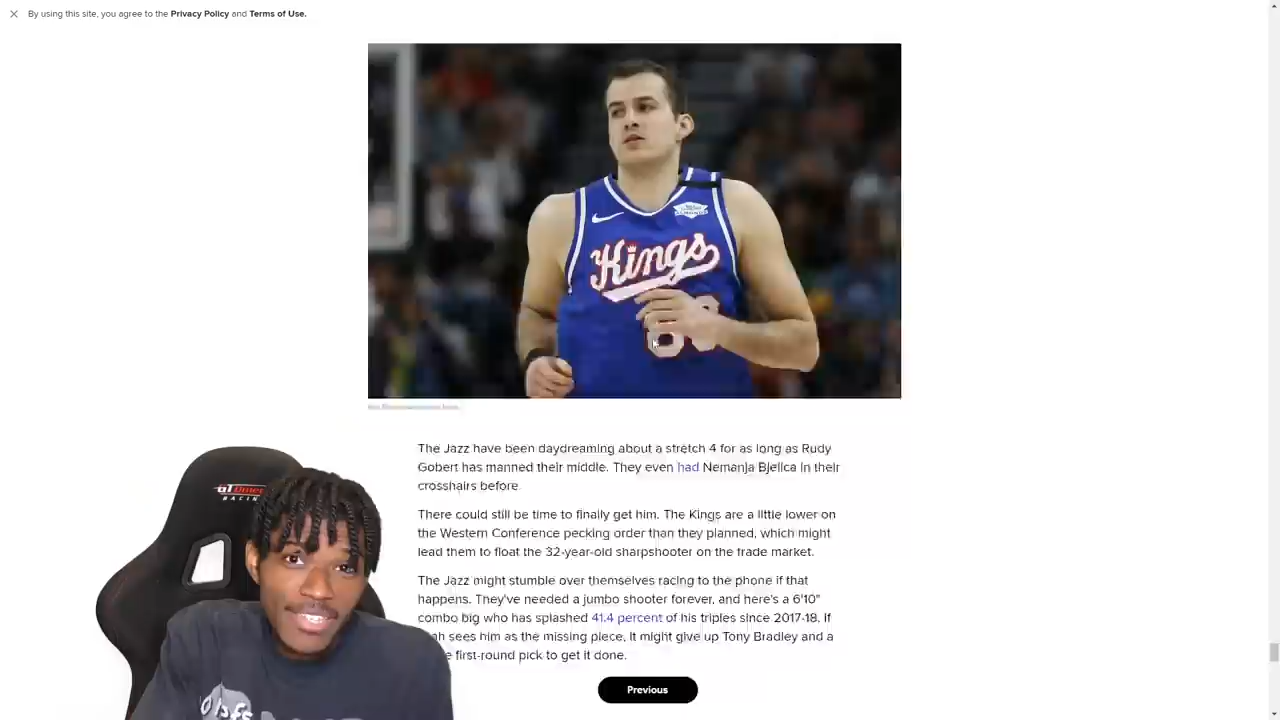 By using this site, you agree to the Privacy Policy and Terms of Use.
Kings
The Jazz have been daydreaming about a stretch 4 for as long as Rudy
Gobert has manned their middle. They even had Nemanja Bjelica in their
crosshairs before.
There could still be time to finally get him. The Kings are a little lower on
the Western Conference pecking order than they planned, which might
lead them to float the 32-year-old sharpshooter on the trade market.
The Jazz might stumble over themselves racing to the phone if that
happens. They've needed a jumbo shooter forever, and here's a 6'10"
combo big who has splashed 41.4 percent of his triples since 2017-18. If
sees him as the missing piece, it might give up Tony Bradley and a
first-round pick to get it done.
Previous
RACING